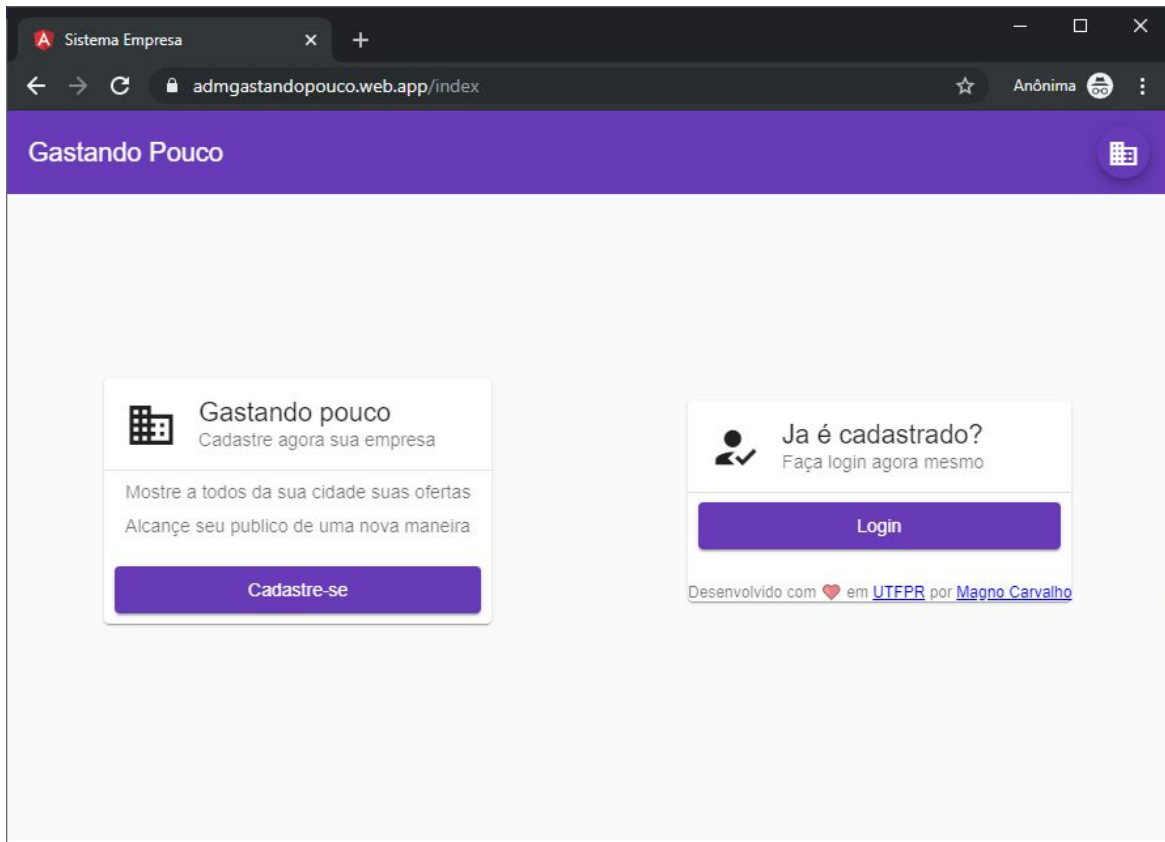 Sistema Empresa
admgastandopouco.web.app/index
Anônima
Gastando Pouco
Gastando pouco
Cadastre agora sua empresa
Mostre a todos da sua cidade suas ofertas
Alcançe seu publico de uma nova maneira
Cadastre-se
Ja é cadastrado?
Faça login agora mesmo
Login
Desenvolvido com ❤ em UTFPR por Magno Carvalho